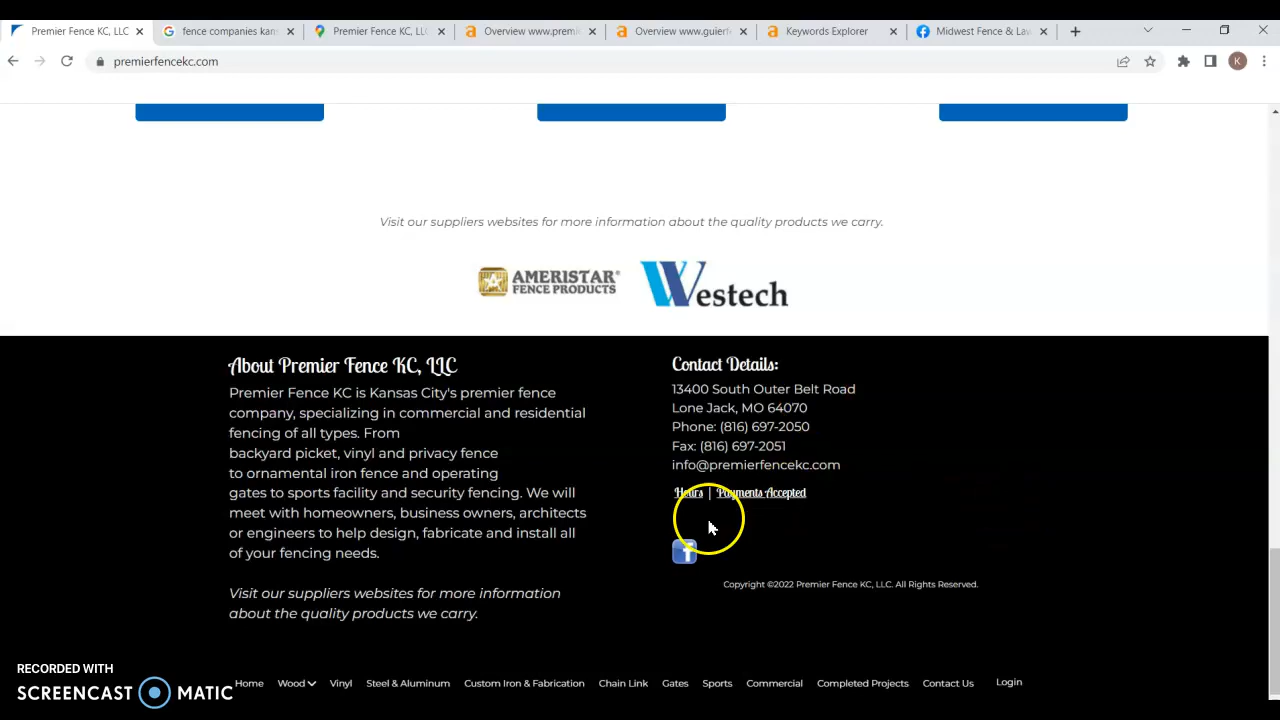 Premier Fence KC, LLC
fence companies kan
Premier Fence KC, LL
Overview www.premi
Overview www.guierf
Keywords Explorer
Midwest Fence & Law
premierfencekc.com
K
Visit our suppliers websites for more information about the quality products we carry.
AMERISTAR
FENCE PRODUCTS
Westech
About Premier Fence KC, LLC
Premier Fence KC is Kansas City's premier fence
company, specializing in commercial and residential
fencing of all types. From
backyard picket, vinyl and privacy fence
to ornamental iron fence and operating
gates to sports facility and security fencing. We will
meet with homeowners, business owners, architects
or engineers to help design, fabricate and install all
of your fencing needs.
Visit our suppliers websites for more information
about the quality products we carry.
Contact Details:
13400 South Outer Belt Road
Lone Jack, MO 64070
Phone: (816) 697-2050
Fax: (816) 697-2051
info@premierfencekc.com
Hours | Payments Accepted
f
Copyright ©2022 Premier Fence KC, LLC. All Rights Reserved.
RECORDED WITH
SCREENCAST MATIC
Home Wood Vinyl Steel & Aluminum Custom Iron & Fabrication Chain Link Gates Sports Commercial Completed Projects Contact Us Login